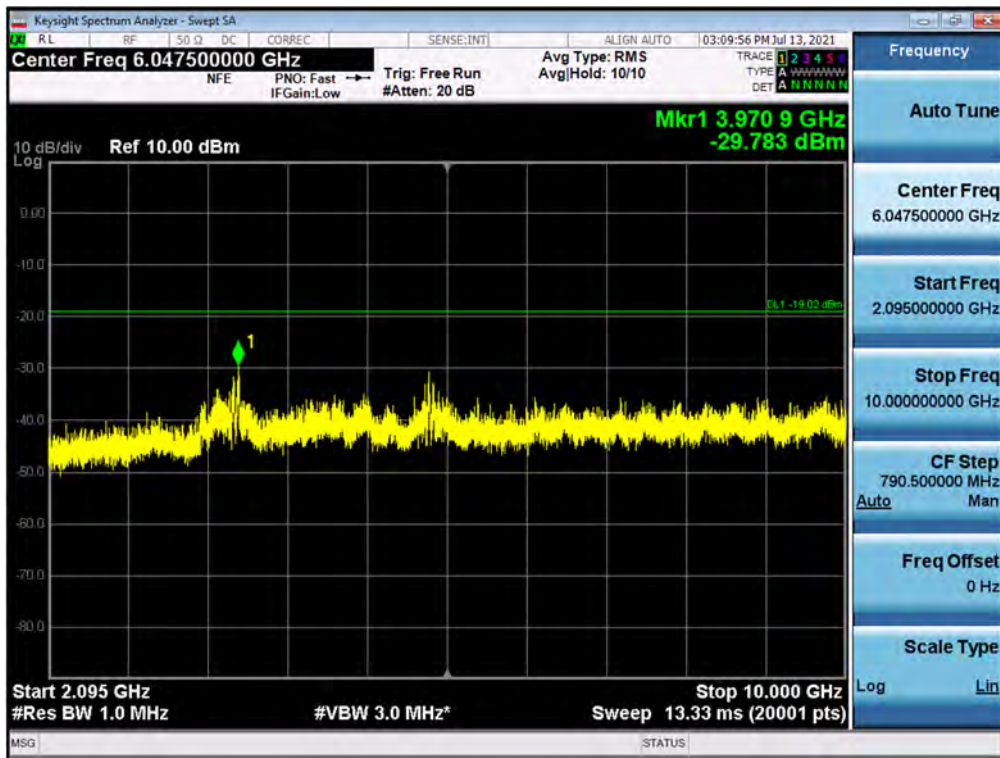 Keysight Spectrum Analyzer - Swept SA
LXI RL RF 50 Ω DC CORREC SENSE:INT ALIGN AUTO 03:09:56 PM Jul 13, 2021
Center Freq 6.047500000 GHz
NFE PNO: Fast Trig: Free Run Avg Type: RMS TRACE 1 2 3 4 5 6
IFGain:Low #Atten: 20 dB Avg|Hold: 10/10 TYPE A WWWWW
DET A N N N N N
Mkr1 3.970 9 GHz
-29.783 dBm
10 dB/div Ref 10.00 dBm
Log
0.00
-10.0
DL1 -19.02 dBm
-20.0
1
-30.0
-40.0
-50.0
-60.0
-70.0
-80.0
Start 2.095 GHz Stop 10.000 GHz
#Res BW 1.0 MHz #VBW 3.0 MHz* Sweep 13.33 ms (20001 pts)
MSG STATUS
Frequency
Auto Tune
Center Freq
6.047500000 GHz
Start Freq
2.095000000 GHz
Stop Freq
10.000000000 GHz
CF Step
790.500000 MHz
Auto Man
Freq Offset
0 Hz
Scale Type
Log Lin